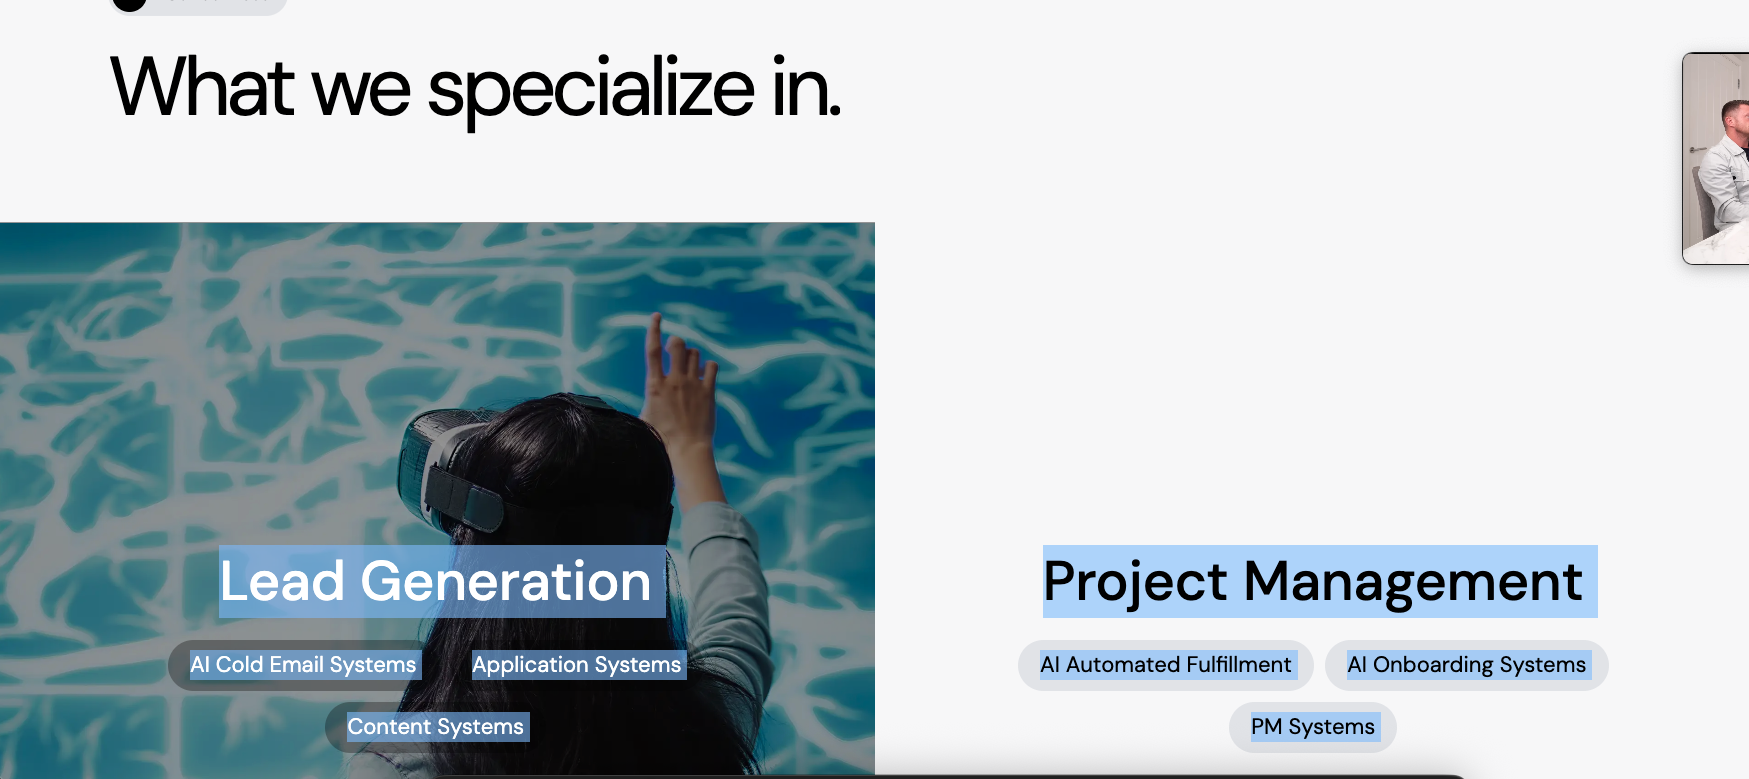 What we specialize in.
Lead Generation
AI Cold Email Systems
Application Systems
Content Systems
Project Management
AI Automated Fulfillment
AI Onboarding Systems
PM Systems